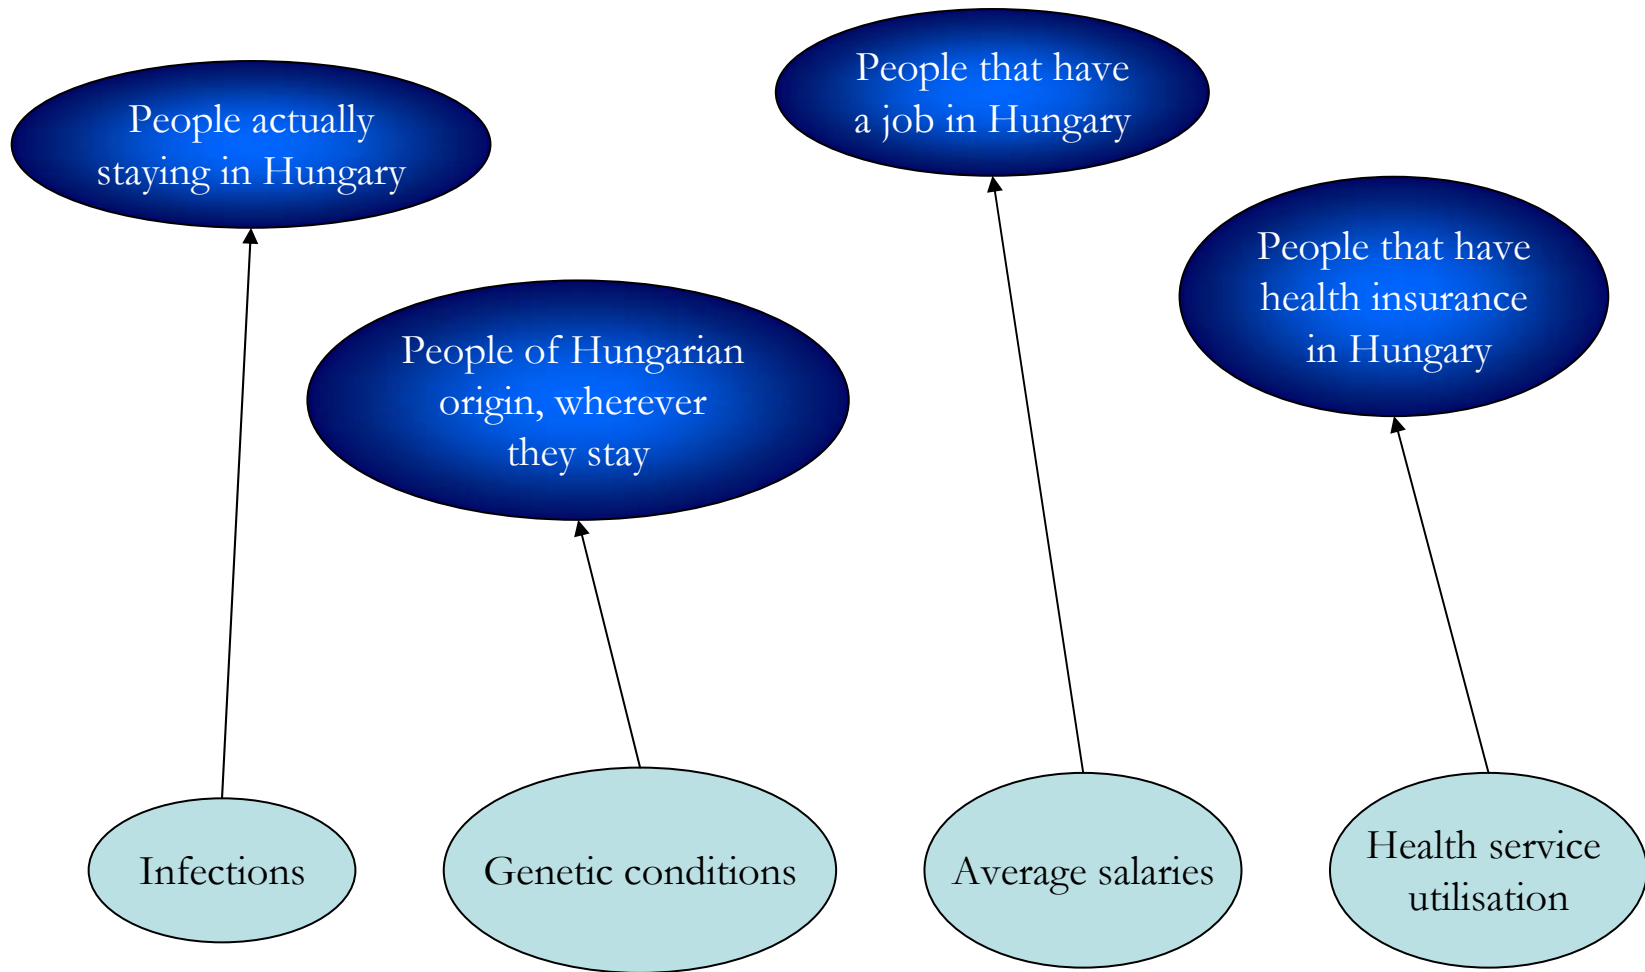 People actually
staying in Hungary
People of Hungarian
origin, wherever
they stay
People that have
a job in Hungary
People that have
health insurance
in Hungary
Infections
Genetic conditions
Average salaries
Health service
utilisation